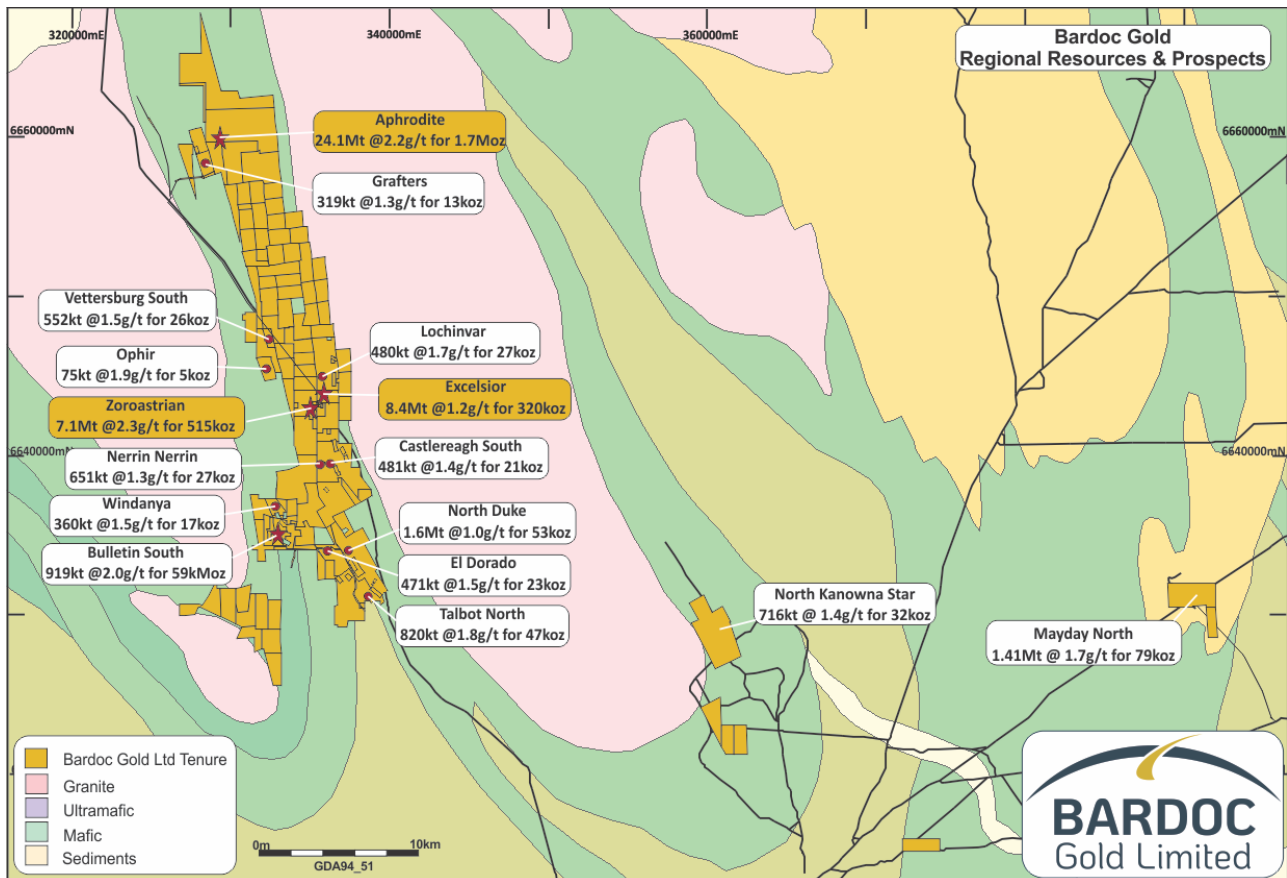 320000mE
340000mE
360000mE
Bardoc Gold
Regional Resources & Prospects
6660000mN
6660000mN
Aphrodite
24.1Mt @2.2g/t for 1.7Moz
Grafters
319kt @1.3g/t for 13koz
Vettersburg South
552kt @1.5g/t for 26koz
Lochinvar
480kt @1.7g/t for 27koz
Ophir
75kt @1.9g/t for 5koz
Excelsior
8.4Mt @1.2g/t for 320koz
Zoroastrian
7.1Mt @2.3g/t for 515koz
6640000mN
6640000mN
Castlereagh South
481kt @1.4g/t for 21koz
Nerrin Nerrin
651kt @1.3g/t for 27koz
Windanya
360kt @1.5g/t for 17koz
North Duke
1.6Mt @1.0g/t for 53koz
Bulletin South
919kt @2.0g/t for 59kMoz
El Dorado
471kt @1.5g/t for 23koz
Talbot North
820kt @1.8g/t for 47koz
North Kanowna Star
716kt @ 1.4g/t for 32koz
Mayday North
1.41Mt @ 1.7g/t for 79koz
Bardoc Gold Ltd Tenure
Granite
Ultramafic
Mafic
Sediments
0m
10km
GDA94_51
BARDOC
Gold Limited